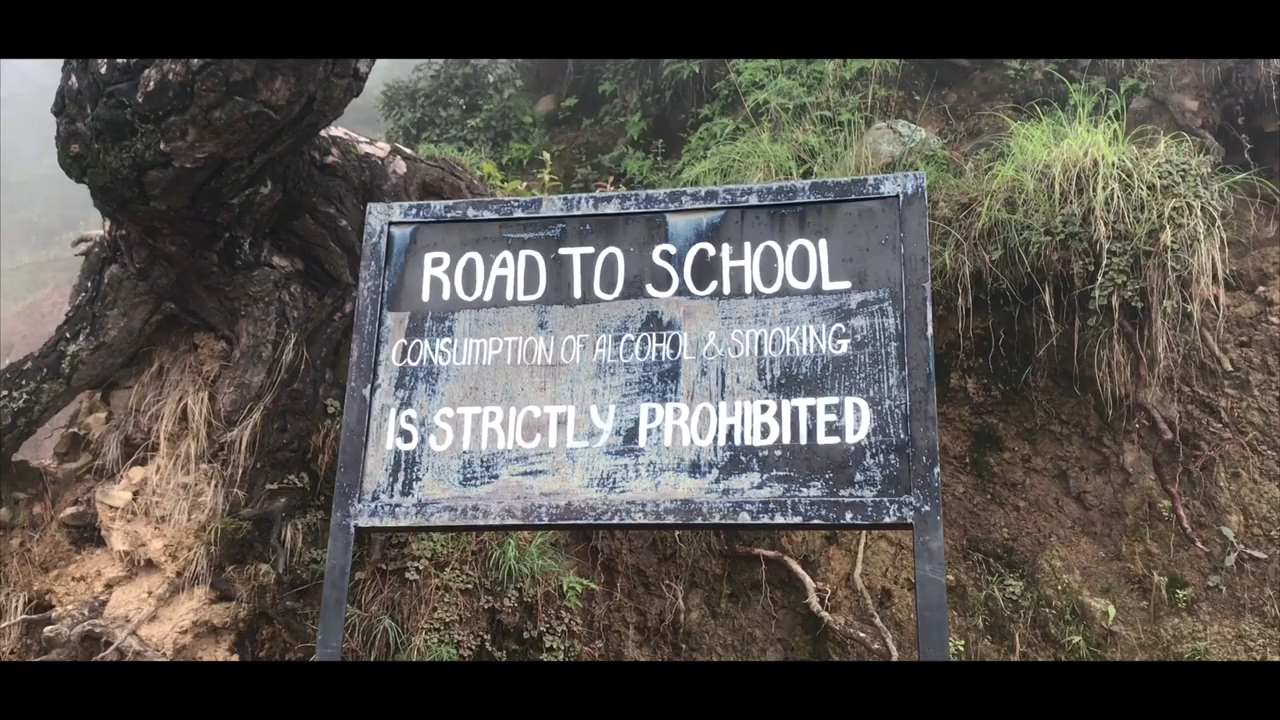 ROAD TO SCHOOL
CONSUMPTION OF ALCOHOL & SMOKING
IS STRICTLY PROHIBITED